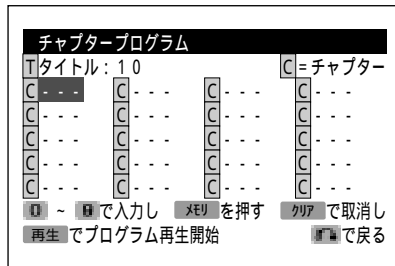 チャプタープログラム
Tタイトル:10 C=チャプター
C--- C--- C--- C---
C--- C--- C--- C---
C--- C--- C--- C---
C--- C--- C--- C---
C--- C--- C--- C---
C--- C--- C--- C---
~ で入力し メモリ を押す クリア で取消し
再生 でプログラム再生開始 で戻る